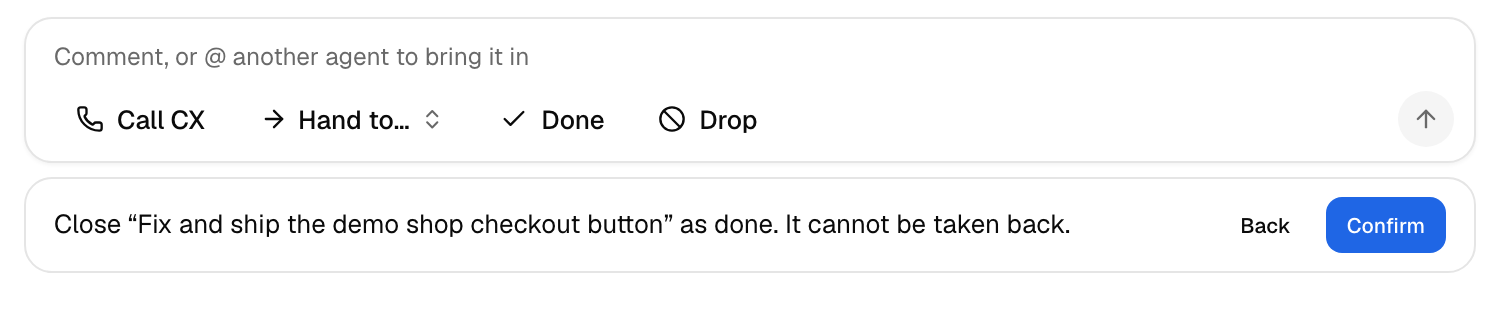 Comment, or @ another agent to bring it in
Call CX Hand to... Done Drop
Close “Fix and ship the demo shop checkout button” as done. It cannot be taken back. Back Confirm